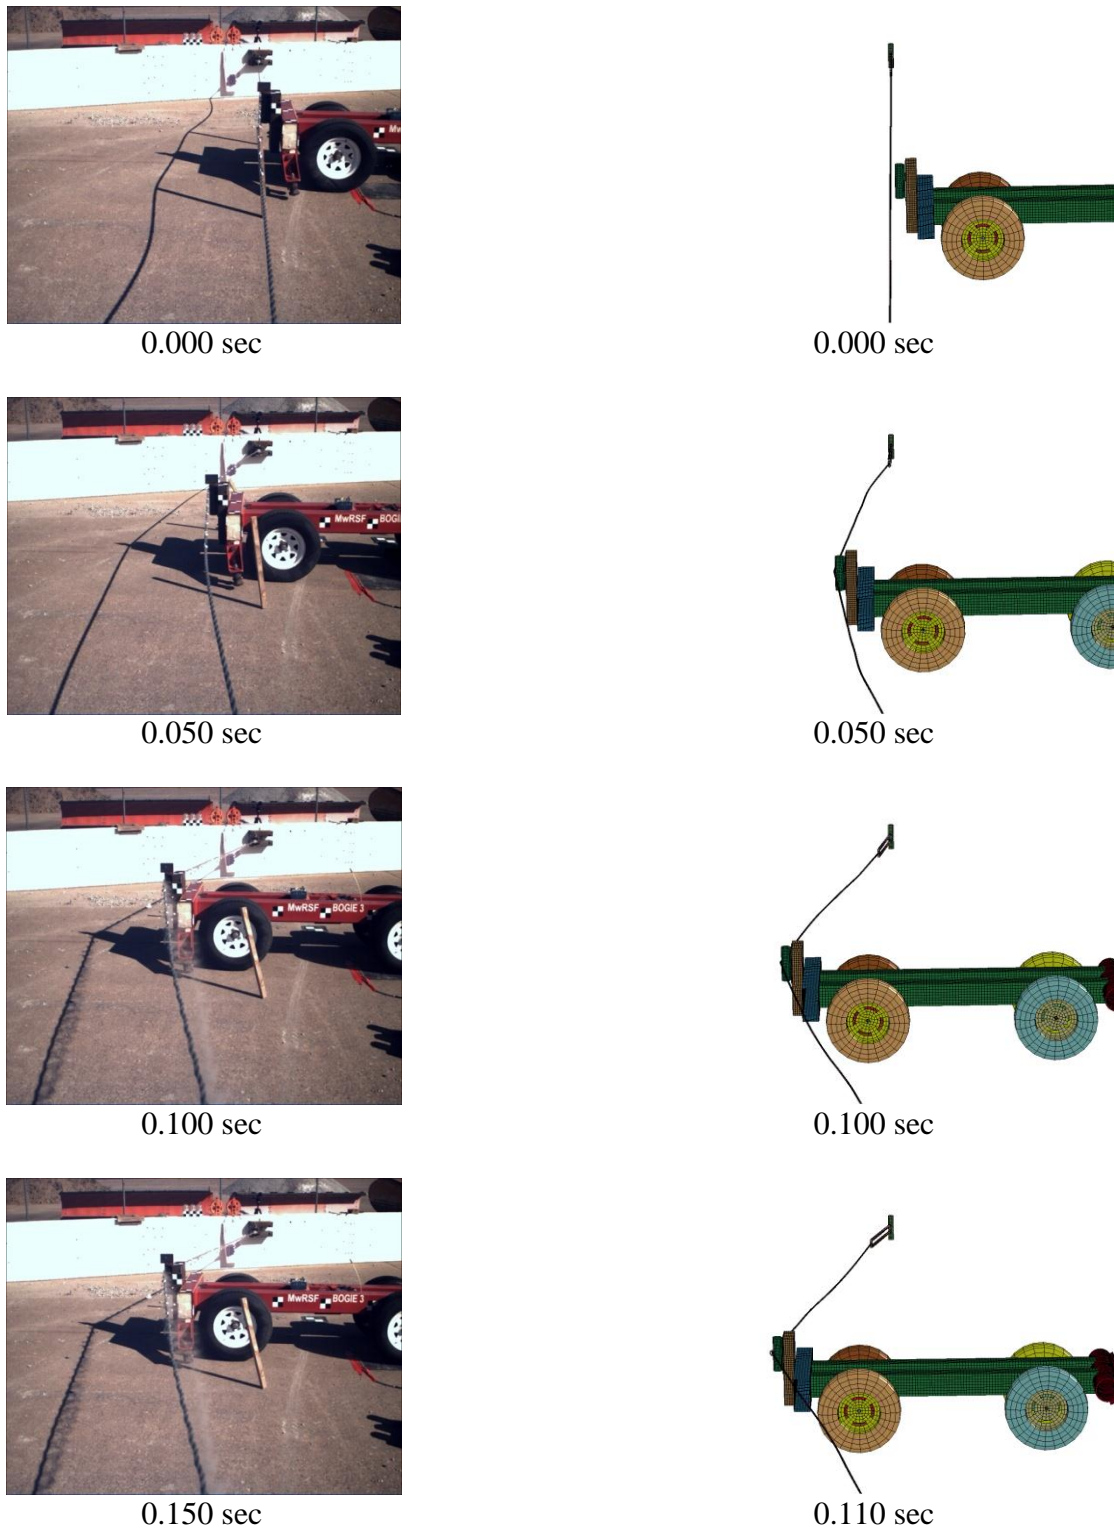 Mw
0.000 sec
0.000 sec
MwRSF BOGIE
0.050 sec
0.050 sec
MwRSF BOGIE 3
0.100 sec
0.100 sec
MwRSF BOGIE 3
0.150 sec
0.110 sec